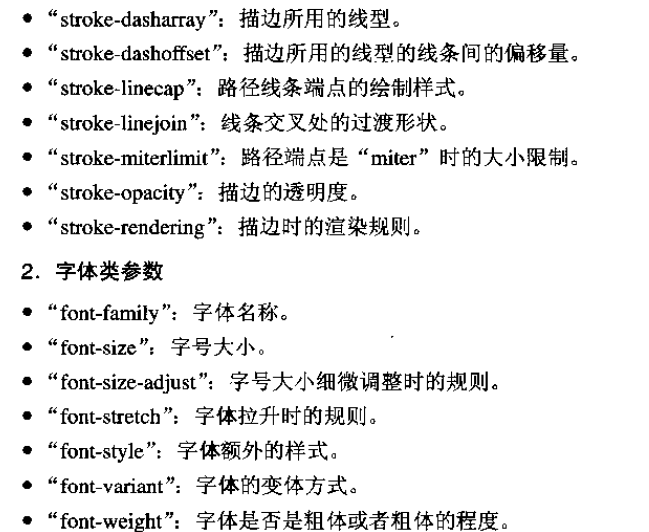 • “stroke-dasharray”：描边所用的线型。
• “stroke-dashoffset”：描边所用的线型的线条间的偏移量。
• “stroke-linecap”：路径线条端点的绘制样式。
• “stroke-linejoin”：线条交叉处的过渡形状。
• “stroke-miterlimit”：路径端点是“miter”时的大小限制。
• “stroke-opacity”：描边的透明度。
• “stroke-rendering”：描边时的渲染规则。
2．字体类参数
• “font-family”：字体名称。
• “font-size”：字号大小。
• “font-size-adjust”：字号大小细微调整时的规则。
• “font-stretch”：字体拉升时的规则。
• “font-style”：字体额外的样式。
• “font-variant”：字体的变体方式。
• “font-weight”：字体是否是粗体或者粗体的程度。